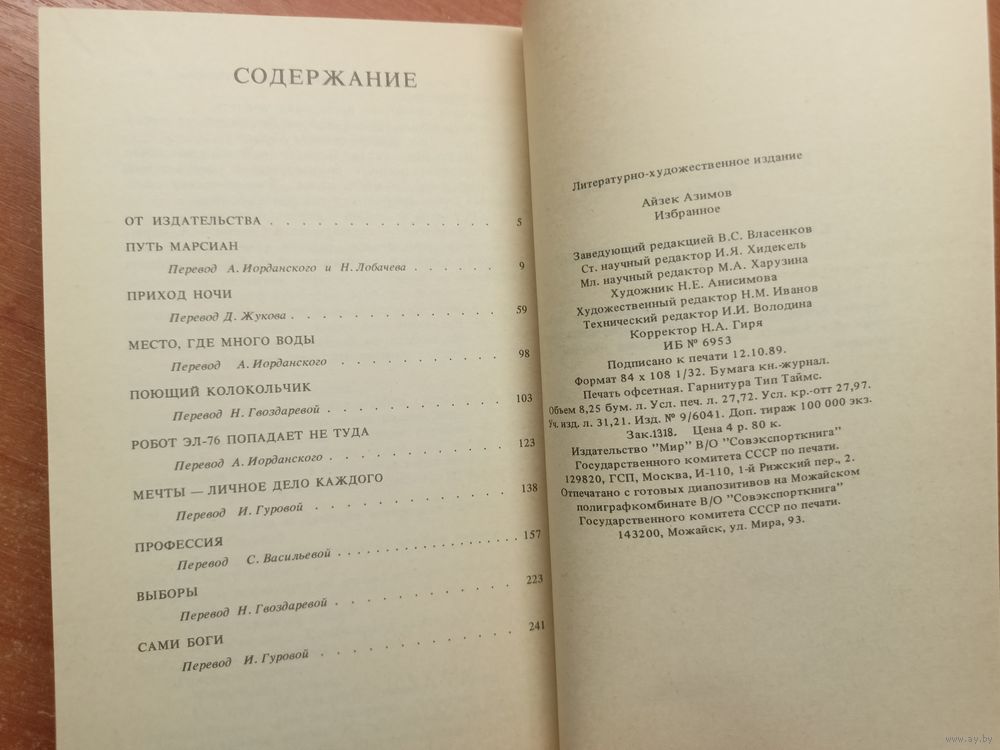 СОДЕРЖАНИЕ
ОТ ИЗДАТЕЛЬСТВА . . . . . . . . . . . . . . . 5
ПУТЬ МАРСИАН
Перевод А. Иорданского и Н. Лобачева . . . . . . 9
ПРИХОД НОЧИ
Перевод Д. Жукова . . . . . . . . . . . . . . 59
МЕСТО, ГДЕ МНОГО ВОДЫ
Перевод А. Иорданского . . . . . . . . . . . 98
ПОЮЩИЙ КОЛОКОЛЬЧИК
Перевод Н. Гвоздаревой . . . . . . . . . . . 103
РОБОТ ЭЛ-76 ПОПАДАЕТ НЕ ТУДА
Перевод А. Иорданского . . . . . . . . . . . 123
МЕЧТЫ — ЛИЧНОЕ ДЕЛО КАЖДОГО
Перевод И. Гуровой . . . . . . . . . . . . 138
ПРОФЕССИЯ
Перевод С. Васильевой . . . . . . . . . . . 157
ВЫБОРЫ
Перевод Н. Гвоздаревой . . . . . . . . . . . 223
САМИ БОГИ
Перевод И. Гуровой . . . . . . . . . . . . 241
Литературно-художественное издание
Айзек Азимов
Избранное
Заведующий редакцией В.С. Власенков
Ст. научный редактор И.Я. Хидекель
Мл. научный редактор М.А. Харузина
Художник Н.Е. Анисимова
Художественный редактор Н.М. Иванов
Технический редактор И.И. Володина
Корректор Н.А. Гиря
ИБ № 6953
Подписано к печати 12.10.89.
Формат 84 х 108 1/32. Бумага кн.-журнал.
Печать офсетная. Гарнитура Тип Таймс.
Объем 8,25 бум. л. Усл. печ. л. 27,72. Усл. кр.-отт 27,97.
Уч. изд. л. 31,21. Изд. № 9/6041. Доп. тираж 100 000 экз.
Зак.1318. Цена 4 р. 80 к.
Издательство "Мир" В/О "Совэкспорткнига"
Государственного комитета СССР по печати.
129820, ГСП, Москва, И-110, 1-й Рижский пер., 2.
Отпечатано с готовых диапозитивов на Можайском
полиграфкомбинате В/О "Совэкспорткнига"
Государственного комитета СССР по печати.
143200, Можайск, ул. Мира, 93.
www.ay.by